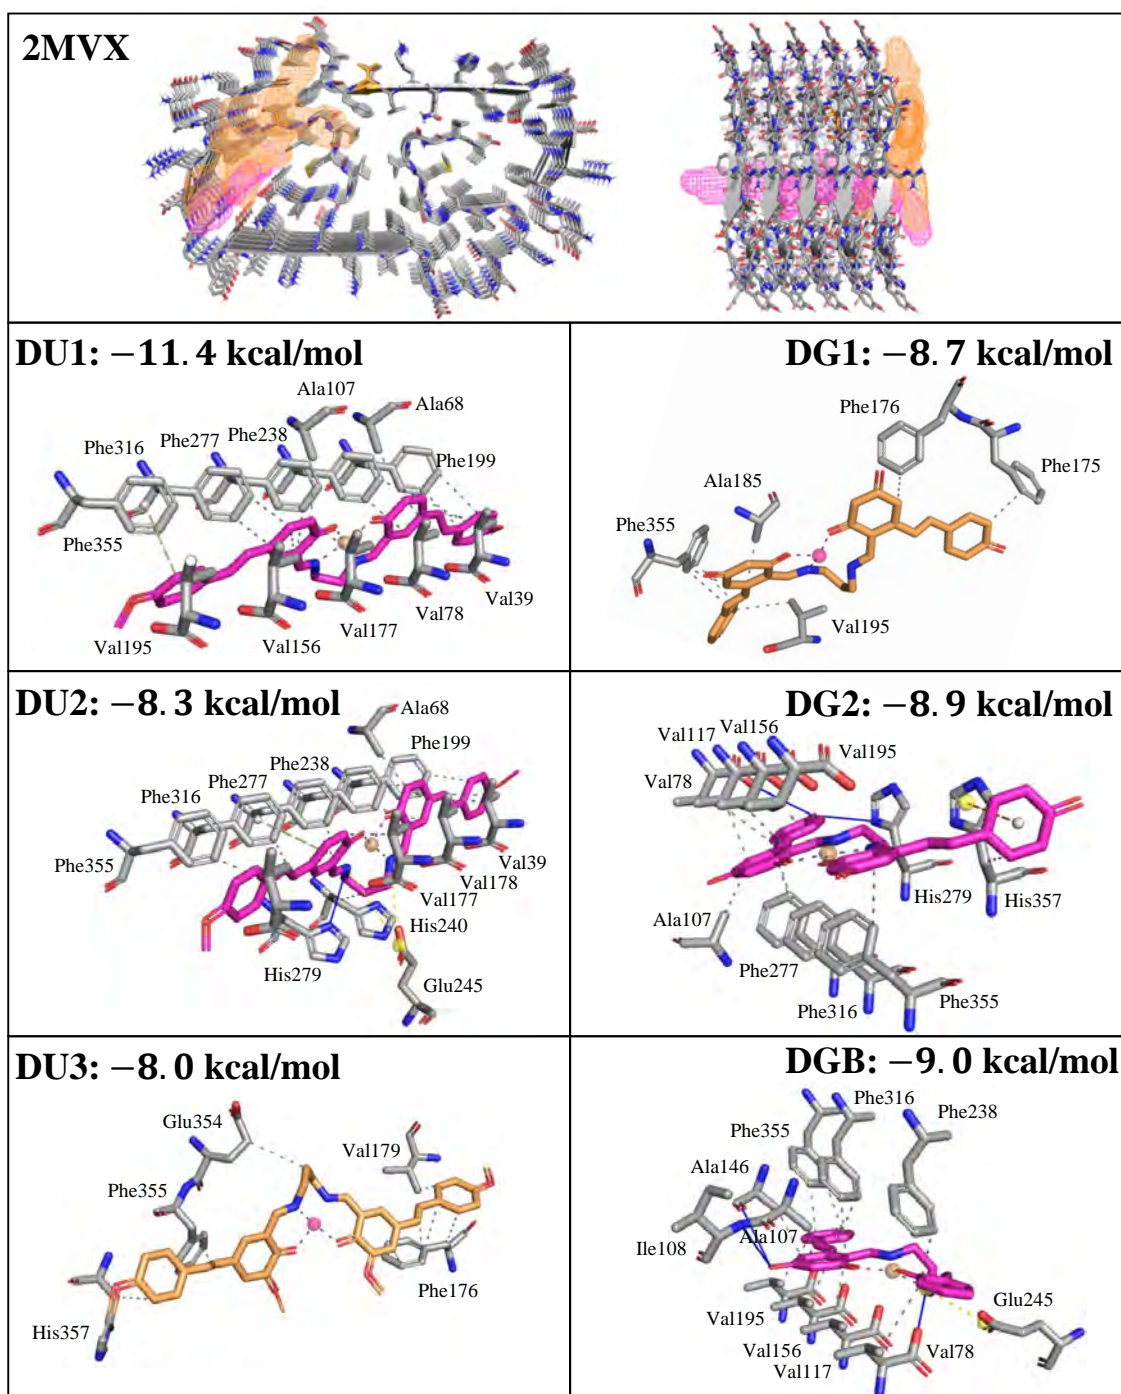 2MVX
DU1: −11.4 kcal/mol
Ala107
Ala68
Phe238
Phe277
Phe316
Phe199
Phe355
Val39
Val78
Val177
Val156
Val195
DG1: −8.7 kcal/mol
Phe176
Phe175
Ala185
Phe355
Val195
DU2: −8.3 kcal/mol
Ala68
Phe199
Phe238
Phe277
Phe316
Phe355
Val39
Val178
Val177
His240
His279
Glu245
DG2: −8.9 kcal/mol
Val156
Val117
Val195
Val78
His279
His357
Ala107
Phe277
Phe316
Phe355
DU3: −8.0 kcal/mol
Glu354
Val179
Phe355
Phe176
His357
DGB: −9.0 kcal/mol
Phe316
Phe238
Phe355
Ala146
Ala107
Ile108
Glu245
Val195
Val156
Val78
Val117